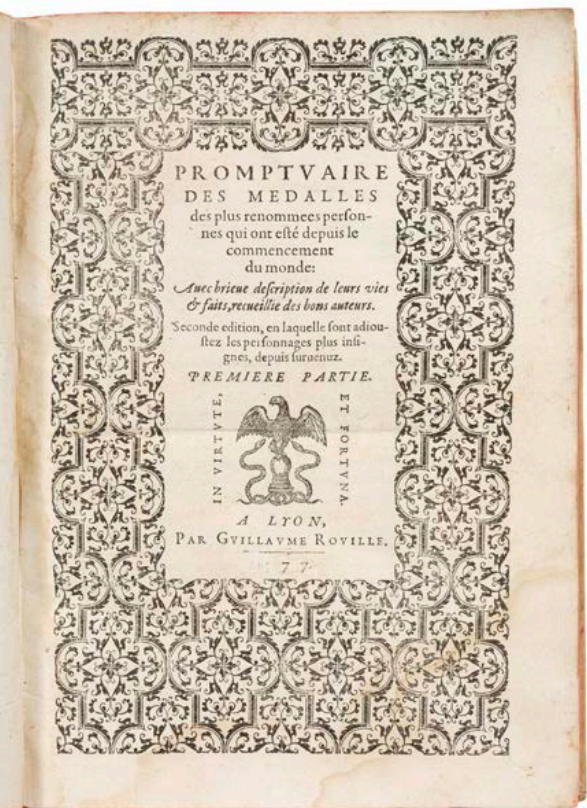 PROMPTVAIRE
DES MEDALLES
des plus renommees person-
nes qui ont esté depuis le
commencement
du monde:
Auec brieue description de leurs vies
& faits, recueillie des bons auteurs.
Seconde edition, en laquelle sont adiou-
stez les personnages plus insi-
gnes, depuis suruenuz.
PREMIERE PARTIE.
IN VIRTVTE,
ET FORTVNA.
A LYON,
PAR GVILLAVME ROVILLE.
77.